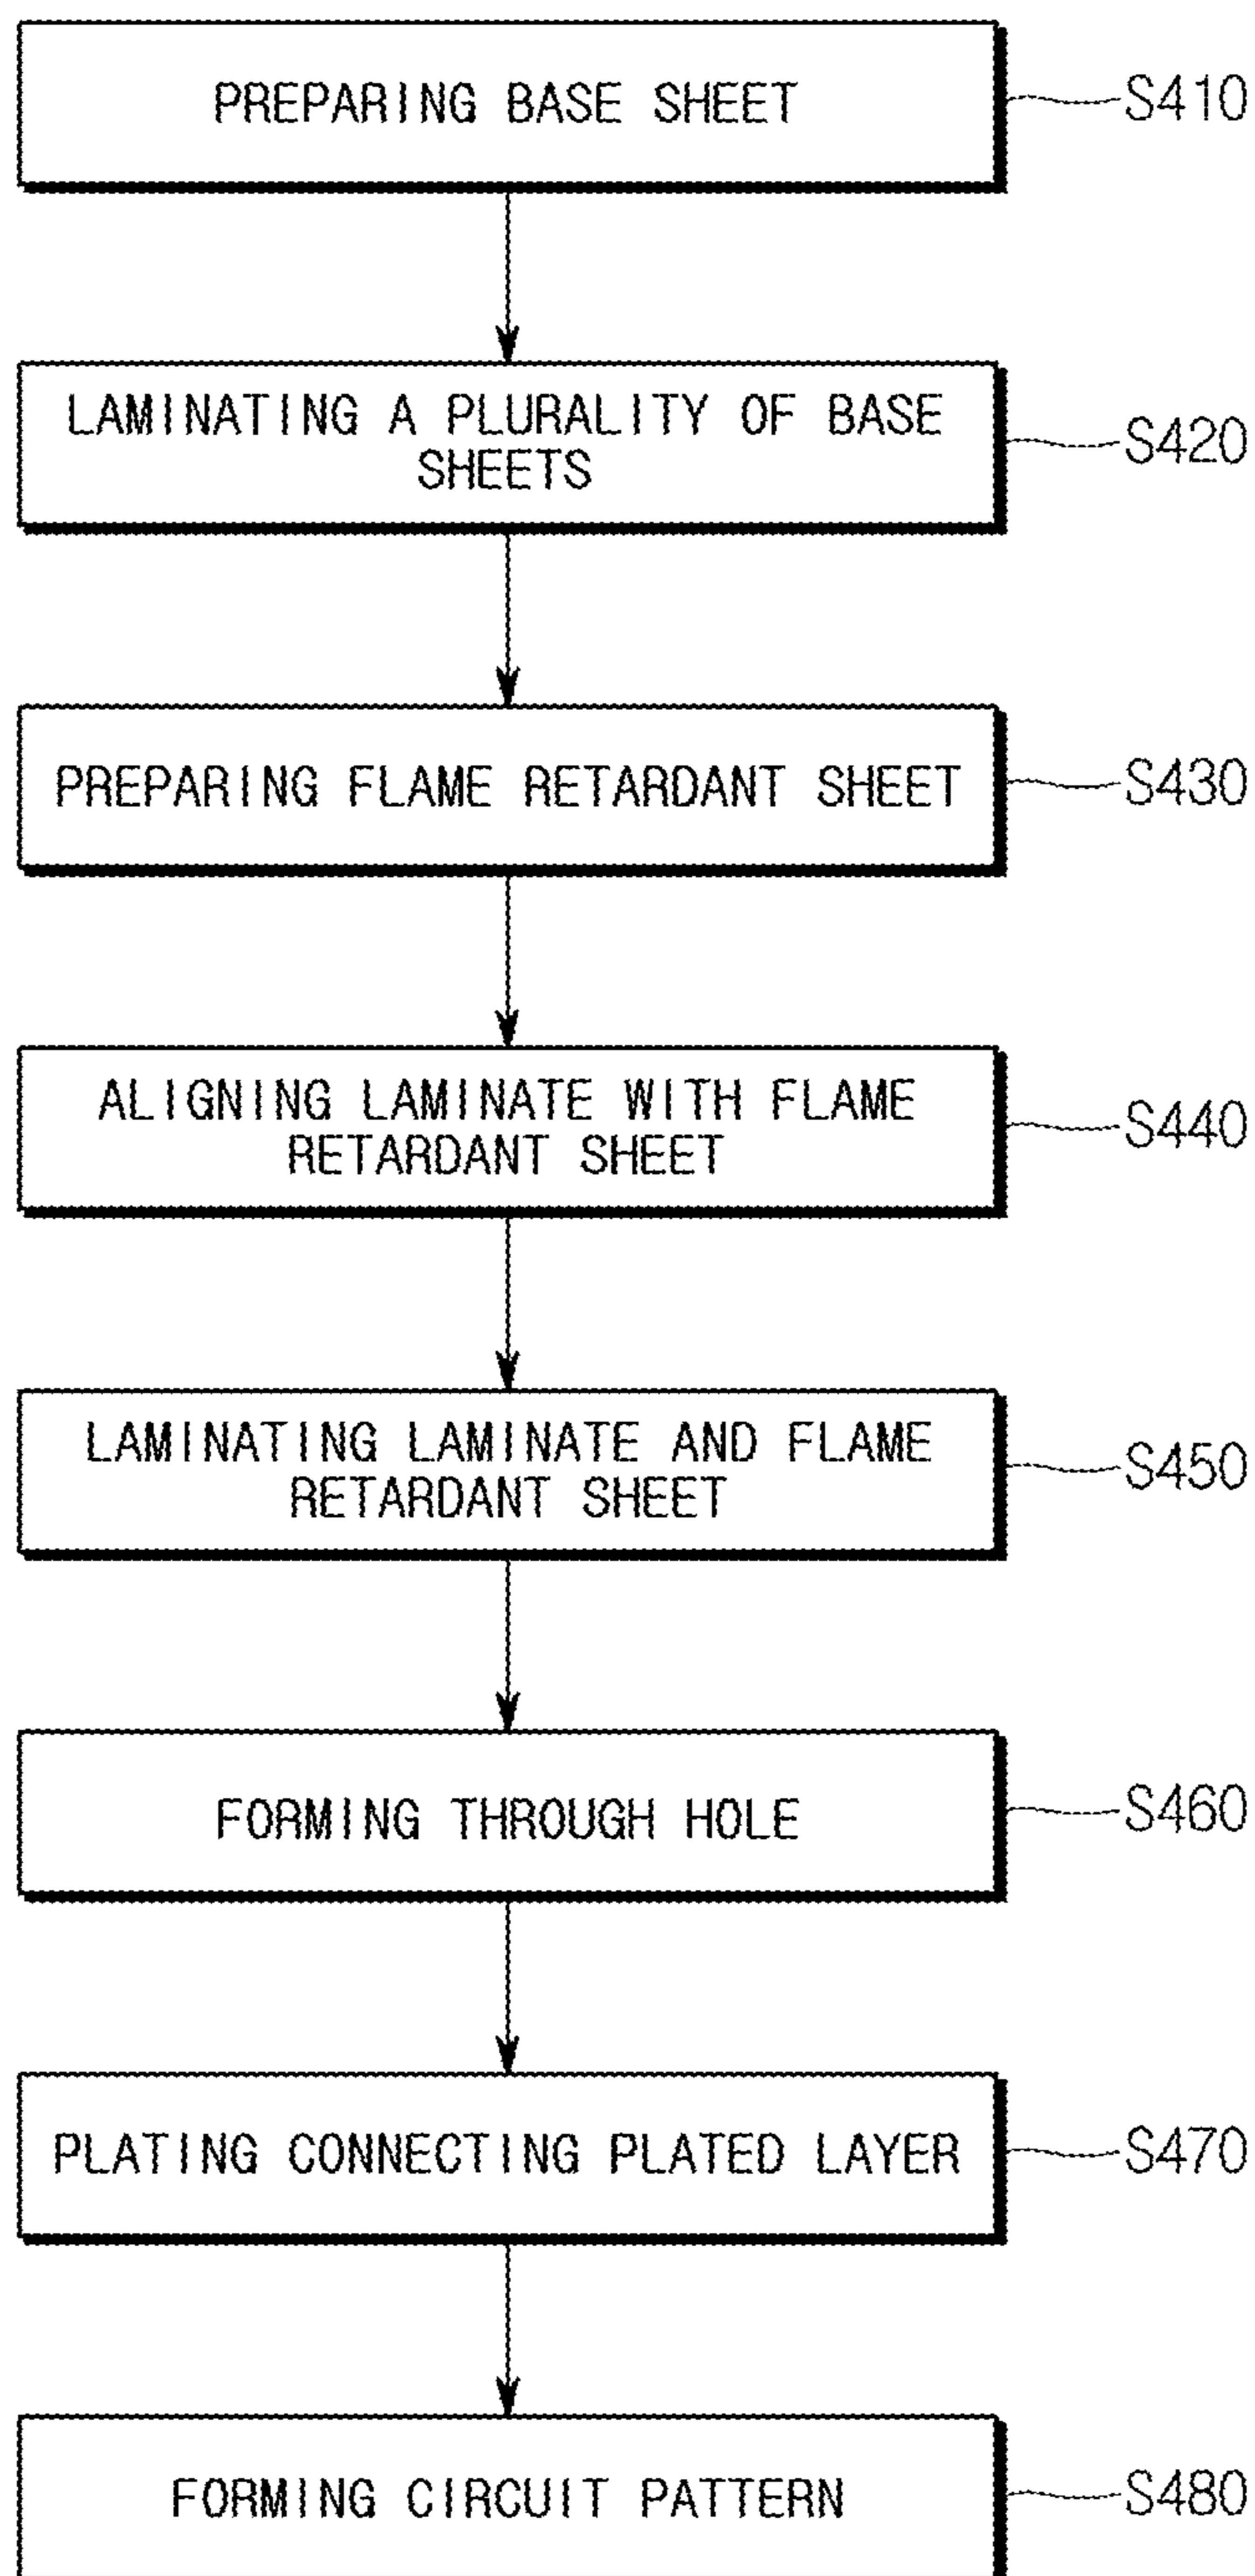 PREPARING BASE SHEET
S410
LAMINATING A PLURALITY OF BASE
SHEETS
S420
PREPARING FLAME RETARDANT SHEET
S430
ALIGNING LAMINATE WITH FLAME
RETARDANT SHEET
S440
LAMINATING LAMINATE AND FLAME
RETARDANT SHEET
S450
FORMING THROUGH HOLE
S460
PLATING CONNECTING PLATED LAYER
S470
FORMING CIRCUIT PATTERN
S480